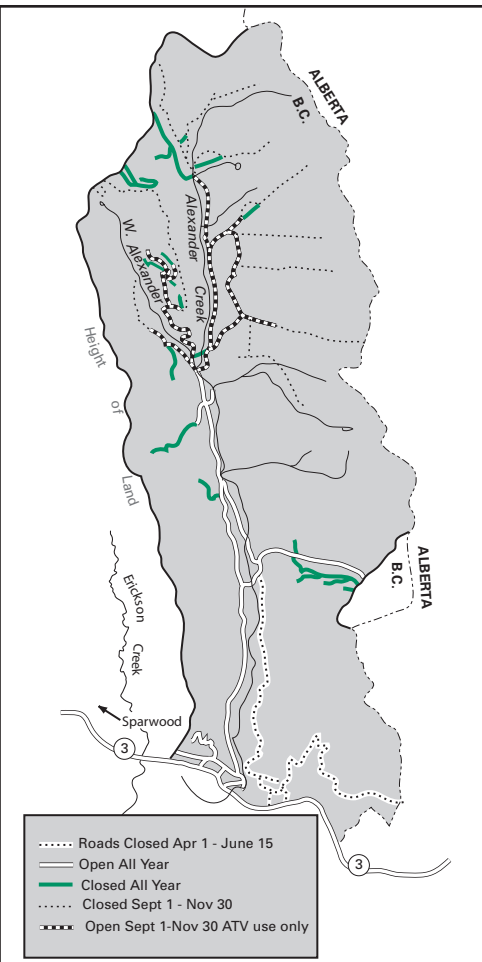 ALBERTA
B.C.
Alexander
Creek
W. Alexander
Height
of
Land
ALBERTA
B.C.
Erickson
Creek
Sparwood
3
3
Roads Closed Apr 1 - June 15
Open All Year
Closed All Year
Closed Sept 1 - Nov 30
Open Sept 1-Nov 30 ATV use only